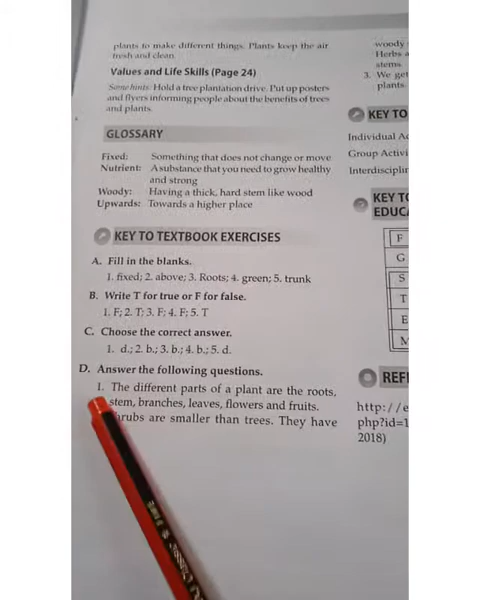 plants to make different things. Plants keep the air
fresh and clean.
Values and Life Skills (Page 24)
Some hints: Hold a tree plantation drive. Put up posters
and flyers informing people about the benefits of trees
and plants.
GLOSSARY
Fixed: Something that does not change or move
Nutrient: A substance that you need to grow healthy
and strong
Woody: Having a thick, hard stem like wood
Upwards: Towards a higher place
KEY TO TEXTBOOK EXERCISES
A. Fill in the blanks.
1. fixed; 2. above; 3. Roots; 4. green; 5. trunk
B. Write T for true or F for false.
1. F; 2. T; 3. F; 4. F; 5. T
C. Choose the correct answer.
1. d.; 2. b.; 3. b.; 4. b.; 5. d.
D. Answer the following questions.
1. The different parts of a plant are the roots,
stem, branches, leaves, flowers and fruits.
hrubs are smaller than trees. They have
woody
Herbs a
stems.
3. We get
plants.
KEY TO
Individual Ac
Group Activi
Interdisciplin
KEY TO
EDUCA
F
G
S
T
E
M
REFE
http://e
php?id=1
2018)